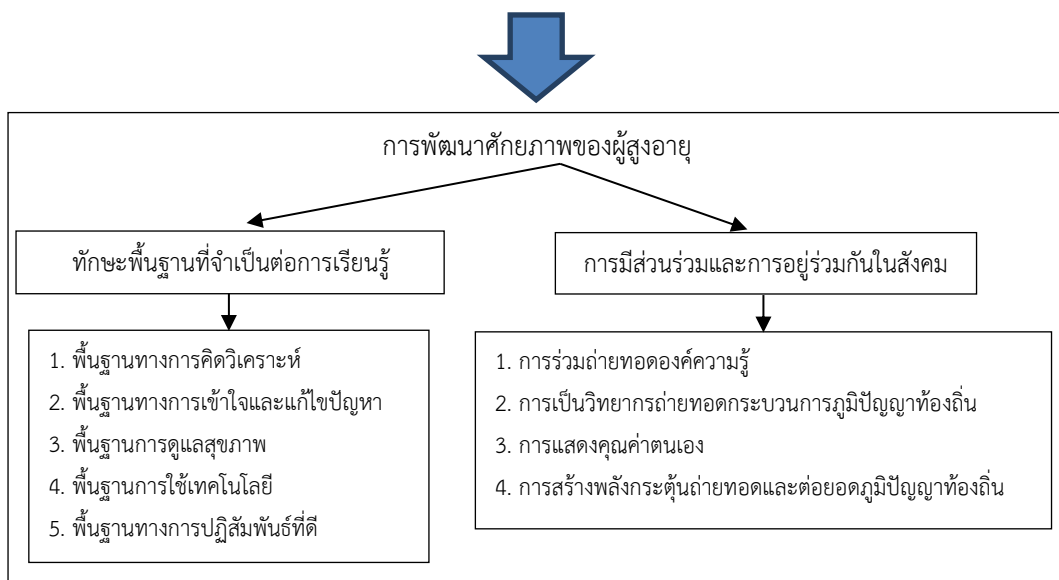 การพัฒนาศักยภาพของผู้สูงอายุ
ทักษะพื้นฐานที่จำเป็นต่อการเรียนรู้
การมีส่วนร่วมและการอยู่ร่วมกันในสังคม
1. พื้นฐานทางการคิดวิเคราะห์
2. พื้นฐานทางการเข้าใจและแก้ไขปัญหา
3. พื้นฐานการดูแลสุขภาพ
4. พื้นฐานการใช้เทคโนโลยี
5. พื้นฐานทางการปฏิสัมพันธ์ที่ดี
1. การร่วมถ่ายทอดองค์ความรู้
2. การเป็นวิทยากรถ่ายทอดกระบวนการภูมิปัญญาท้องถิ่น
3. การแสดงคุณค่าตนเอง
4. การสร้างพลังกระตุ้นถ่ายทอดและต่อยอดภูมิปัญญาท้องถิ่น